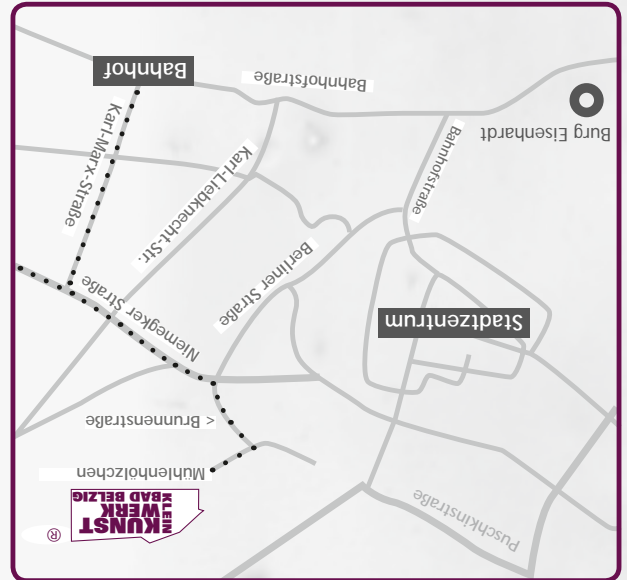 ®
KLEIN
KUNST
WERK
BAD BELZIG
Puschkinstraße
Mühlenhölzchen
< Brunnenstraße
Niemegker Straße
Stadtzentrum
Berliner Straße
Karl-Liebknecht-Str.
Karl-Marx-Straße
Bahnhofstraße
Burg Eisenhardt
Bahnhofstraße
Bahnhof